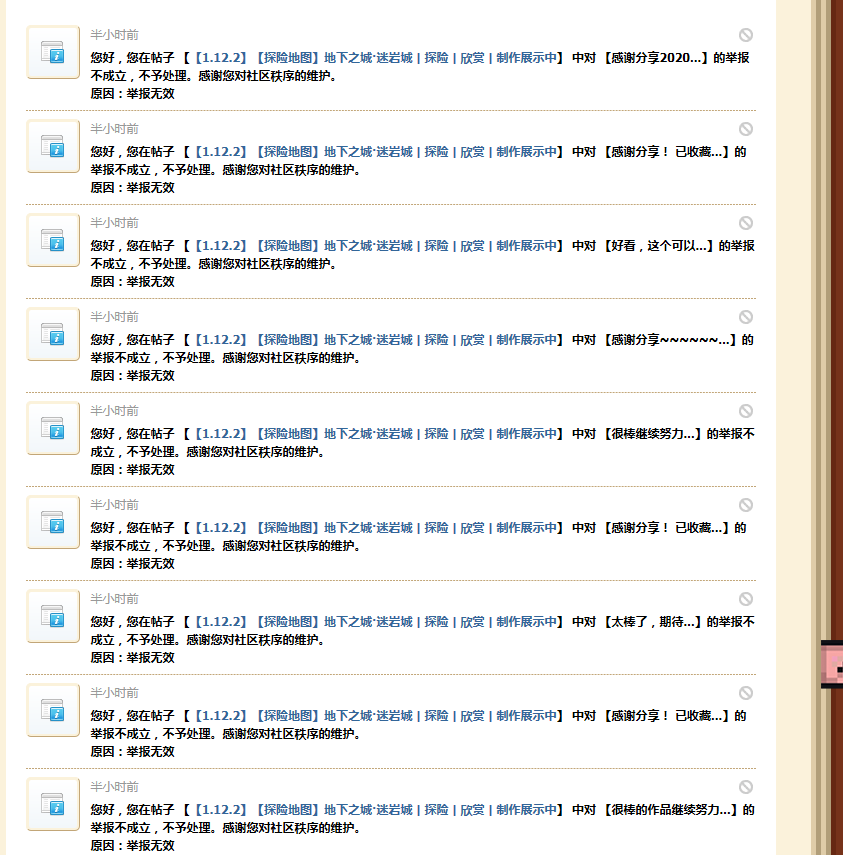 半小时前
您好，您在帖子 【【1.12.2】【探险地图】地下之城·迷岩城 | 探险 | 欣赏 | 制作展示中】 中对 【感谢分享2020...】的举报
不成立，不予处理。感谢您对社区秩序的维护。
原因：举报无效
半小时前
您好，您在帖子 【【1.12.2】【探险地图】地下之城·迷岩城 | 探险 | 欣赏 | 制作展示中】 中对 【感谢分享！ 已收藏...】的
举报不成立，不予处理。感谢您对社区秩序的维护。
原因：举报无效
半小时前
您好，您在帖子 【【1.12.2】【探险地图】地下之城·迷岩城 | 探险 | 欣赏 | 制作展示中】 中对 【好看，这个可以...】的举报
不成立，不予处理。感谢您对社区秩序的维护。
原因：举报无效
半小时前
您好，您在帖子 【【1.12.2】【探险地图】地下之城·迷岩城 | 探险 | 欣赏 | 制作展示中】 中对 【感谢分享~~~~~~...】的
举报不成立，不予处理。感谢您对社区秩序的维护。
原因：举报无效
半小时前
您好，您在帖子 【【1.12.2】【探险地图】地下之城·迷岩城 | 探险 | 欣赏 | 制作展示中】 中对 【很棒继续努力...】的举报不
成立，不予处理。感谢您对社区秩序的维护。
原因：举报无效
半小时前
您好，您在帖子 【【1.12.2】【探险地图】地下之城·迷岩城 | 探险 | 欣赏 | 制作展示中】 中对 【感谢分享！ 已收藏...】的
举报不成立，不予处理。感谢您对社区秩序的维护。
原因：举报无效
半小时前
您好，您在帖子 【【1.12.2】【探险地图】地下之城·迷岩城 | 探险 | 欣赏 | 制作展示中】 中对 【太棒了，期待...】的举报不
成立，不予处理。感谢您对社区秩序的维护。
原因：举报无效
半小时前
您好，您在帖子 【【1.12.2】【探险地图】地下之城·迷岩城 | 探险 | 欣赏 | 制作展示中】 中对 【感谢分享！ 已收藏...】的
举报不成立，不予处理。感谢您对社区秩序的维护。
原因：举报无效
半小时前
您好，您在帖子 【【1.12.2】【探险地图】地下之城·迷岩城 | 探险 | 欣赏 | 制作展示中】 中对 【很棒的作品继续努力...】的
举报不成立，不予处理。感谢您对社区秩序的维护。
原因：举报无效